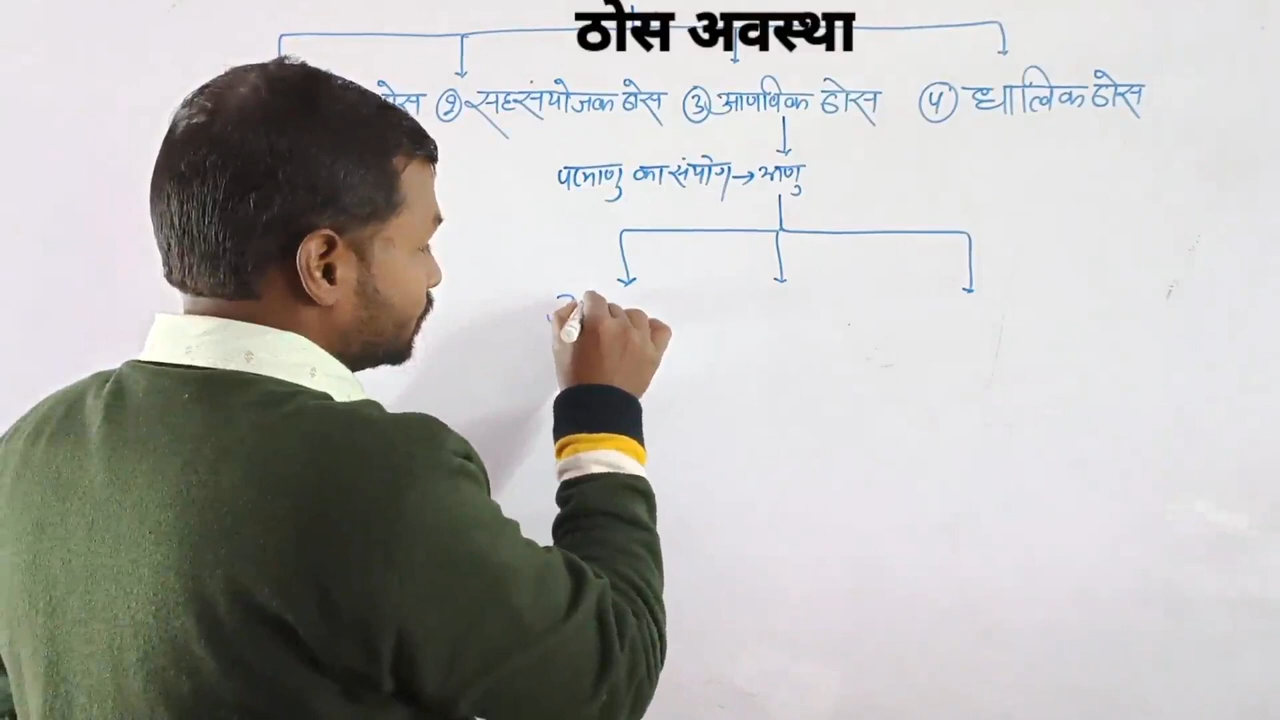 ठोस अवस्था
ठोस ② सहसंयोजक ठोस ③ आणविक ठोस ④ धात्विक ठोस
परमाणु का संयोग → अणु